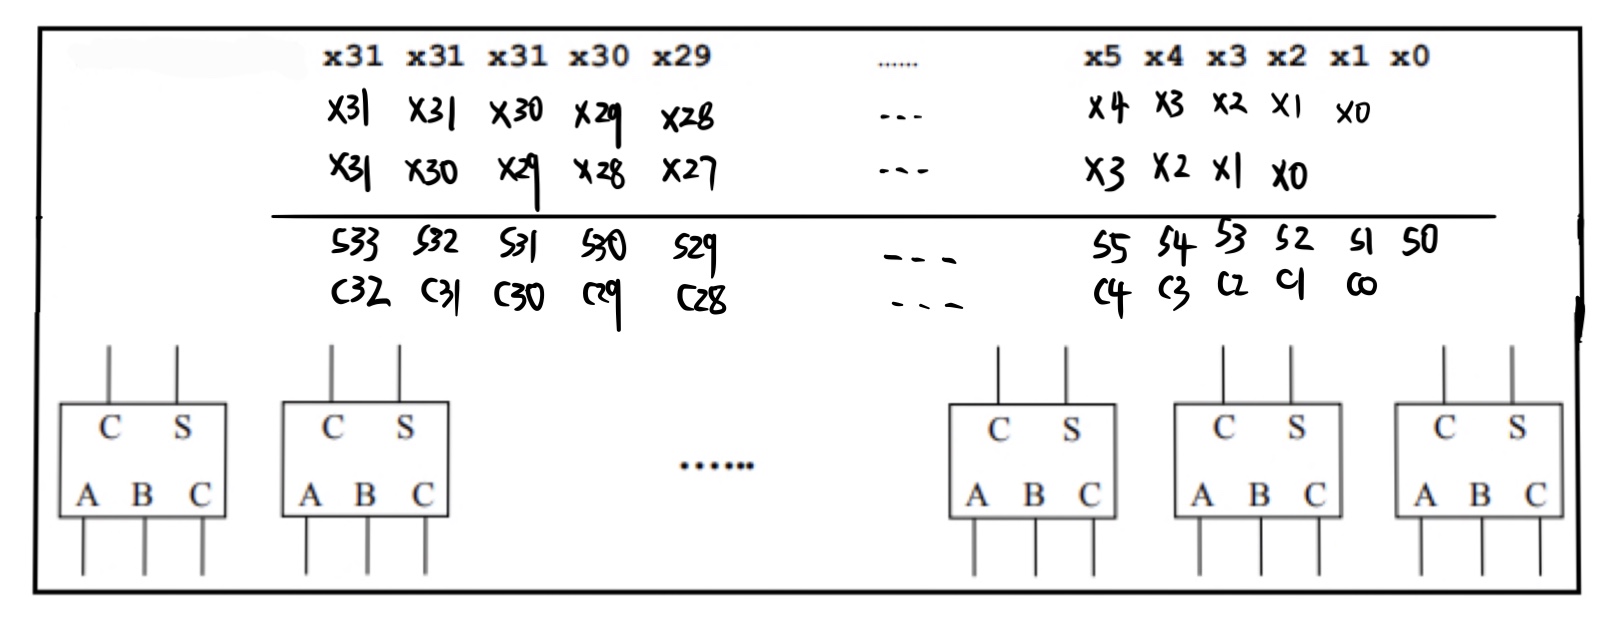 x31 x31 x31 x30 x29 ...... x5 x4 x3 x2 x1 x0
X31 X31 X30 X29 X28 --- X4 X3 X2 X1 X0
X31 X30 X29 X28 X27 --- X3 X2 X1 X0
S33 S32 S31 S30 S29 --- S5 S4 S3 S2 S1 S0
C32 C31 C30 C29 C28 --- C4 C3 C2 C1 C0
C S C S C S C S C S
......
A B C A B C A B C A B C A B C